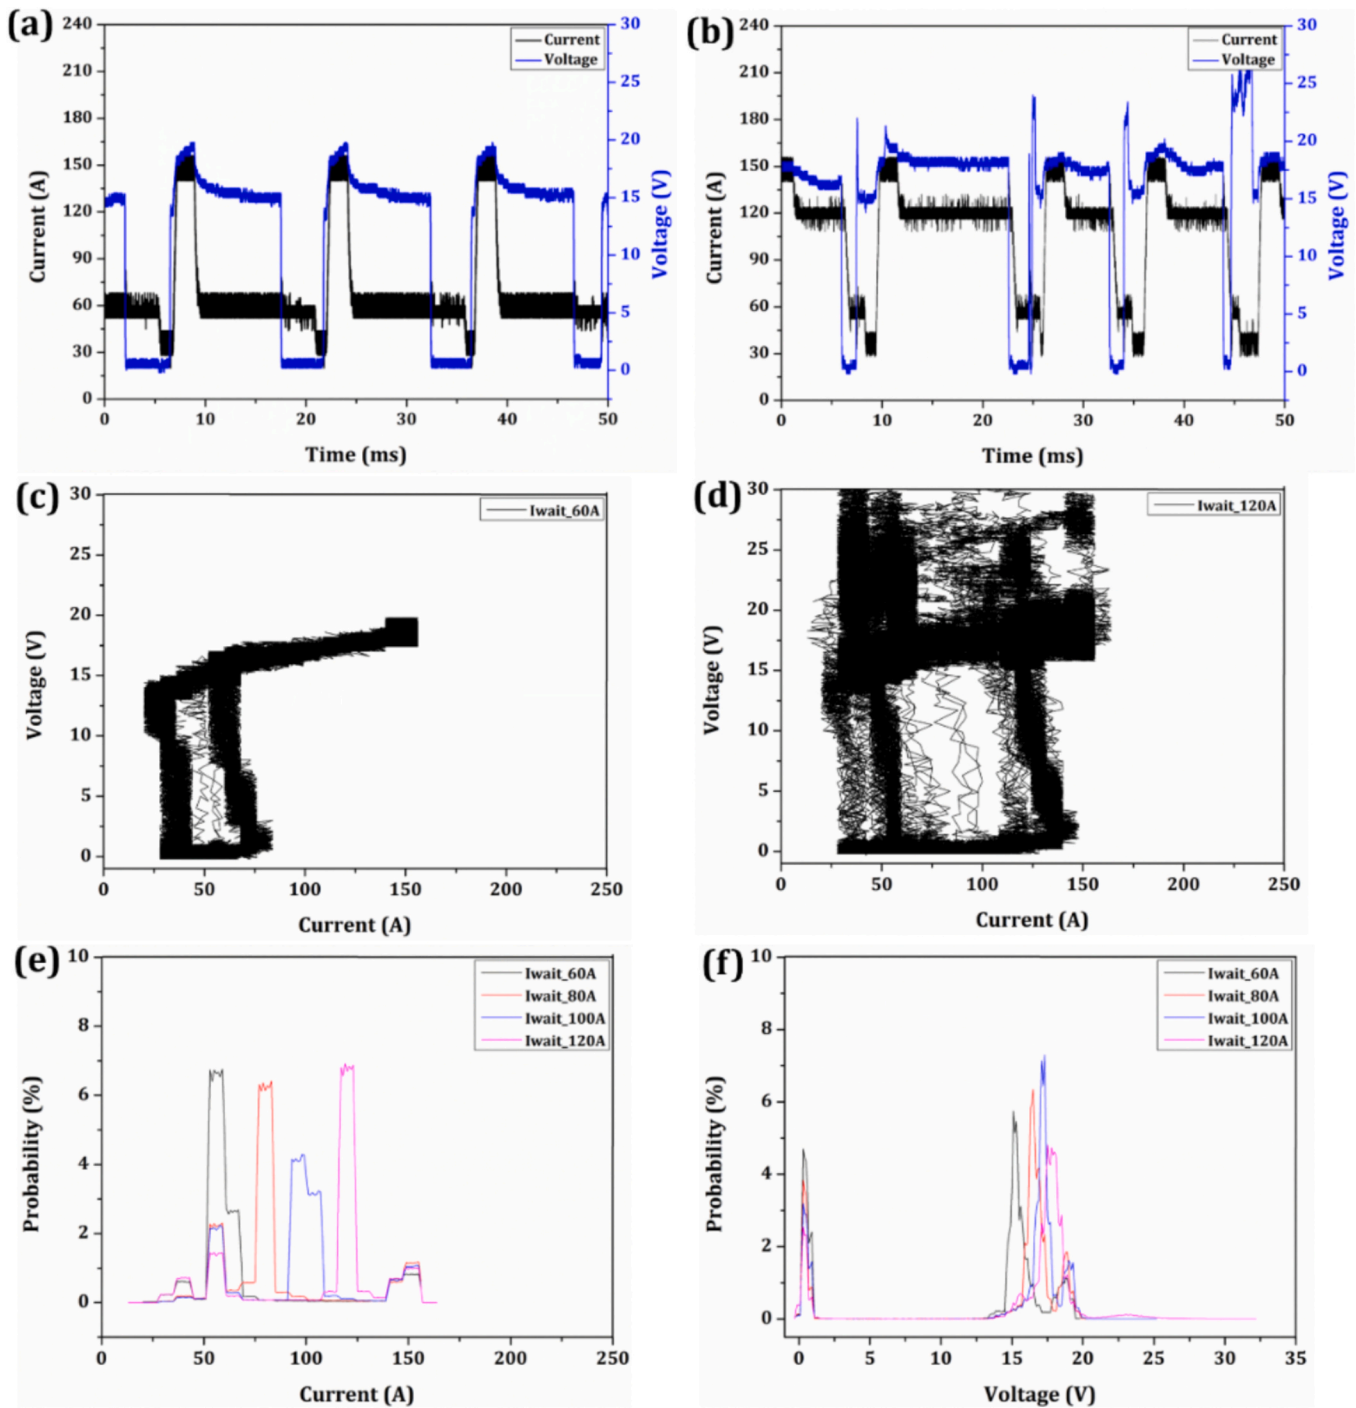 (a)
240
210
180
150
120
90
60
30
0
Current (A)
30
25
20
15
10
5
0
Voltage (V)
Current
Voltage
0 10 20 30 40 50
Time (ms)
(b)
240
210
180
150
120
90
60
30
0
Current (A)
30
25
20
15
10
5
0
Voltage (V)
Current
Voltage
0 10 20 30 40 50
Time (ms)
(c)
30
25
20
15
10
5
0
Voltage (V)
Iwait_60A
0 50 100 150 200 250
Current (A)
(d)
30
25
20
15
10
5
0
Voltage (V)
Iwait_120A
0 50 100 150 200 250
Current (A)
(e)
10
8
6
4
2
0
Probability (%)
Iwait_60A
Iwait_80A
Iwait_100A
Iwait_120A
0 50 100 150 200 250
Current (A)
(f)
10
8
6
4
2
0
Probability (%)
Iwait_60A
Iwait_80A
Iwait_100A
Iwait_120A
0 5 10 15 20 25 30 35
Voltage (V)